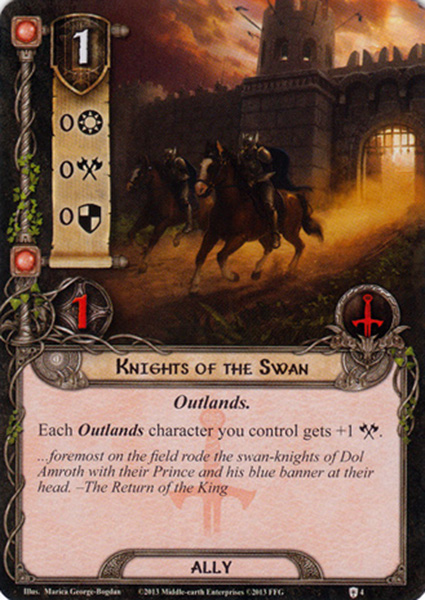 1
0
0
0
1
Knights of the Swan
Outlands.
Each Outlands character you control gets +1 .
...foremost on the field rode the swan-knights of Dol
Amroth with their Prince and his blue banner at their
head. –The Return of the King
ALLY
Illus. Marica George-Bogdan ©2013 Middle-earth Enterprises ©2013 FFG 4